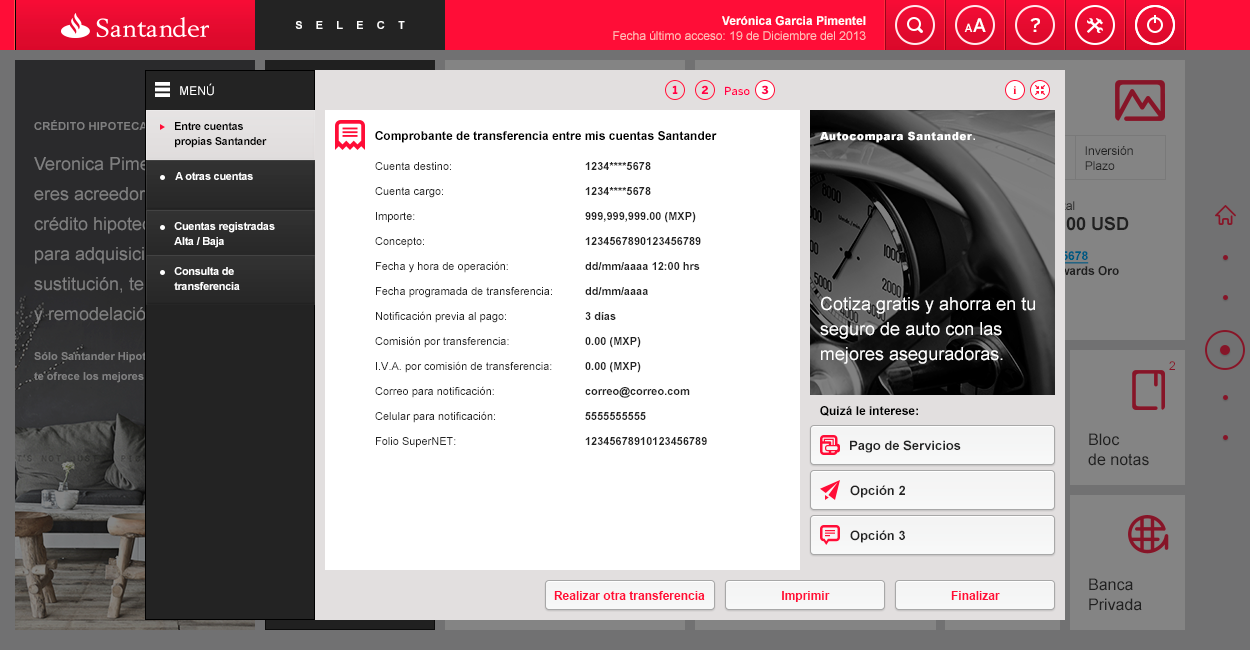 Santander
SELECT
Verónica Garcia Pimentel
Fecha último acceso: 19 de Diciembre del 2013
AA
?
MENÚ
Entre cuentas
propias Santander
A otras cuentas
Cuentas registradas
Alta / Baja
Consulta de
transferencia
CRÉDITO HIPOTECA
Veronica Pime
eres acreedor
crédito hipotec
para adquisici
sustitución, te
y remodelació
Sólo Santander Hipot
te ofrece los mejores
1 2 Paso 3
i
Comprobante de transferencia entre mis cuentas Santander
Cuenta destino: 1234****5678
Cuenta cargo: 1234****5678
Importe: 999,999,999.00 (MXP)
Concepto: 1234567890123456789
Fecha y hora de operación: dd/mm/aaaa 12:00 hrs
Fecha programada de transferencia: dd/mm/aaaa
Notificación previa al pago: 3 días
Comisión por transferencia: 0.00 (MXP)
I.V.A. por comisión de transferencia: 0.00 (MXP)
Correo para notificación: correo@correo.com
Celular para notificación: 5555555555
Folio SuperNET: 12345678910123456789
Autocompara Santander.
Cotiza gratis y ahorra en tu
seguro de auto con las
mejores aseguradoras.
Quizá le interese:
Pago de Servicios
Opción 2
Opción 3
Realizar otra transferencia
Imprimir
Finalizar
Inversión
Plazo
tal
00 USD
5678
wards Oro
2
Bloc
de notas
Banca
Privada